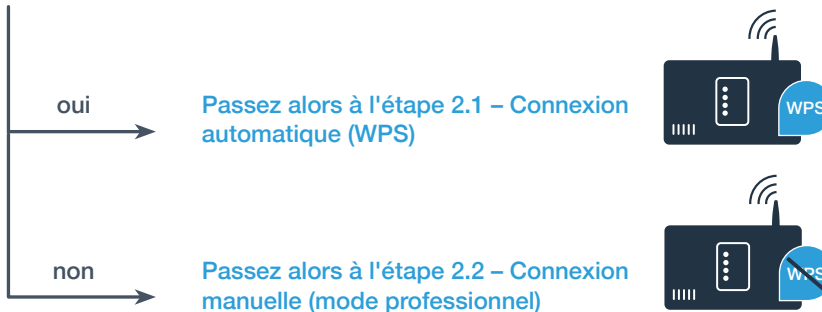 oui
Passez alors à l'étape 2.1 – Connexion
automatique (WPS)
WPS
non
Passez alors à l'étape 2.2 – Connexion
manuelle (mode professionnel)
WPS